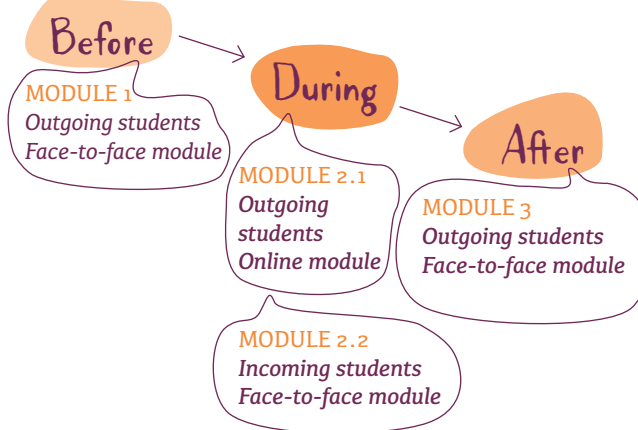 Before
MODULE 1
Outgoing students
Face-to-face module
During
MODULE 2.1
Outgoing
students
Online module
MODULE 2.2
Incoming students
Face-to-face module
After
MODULE 3
Outgoing students
Face-to-face module